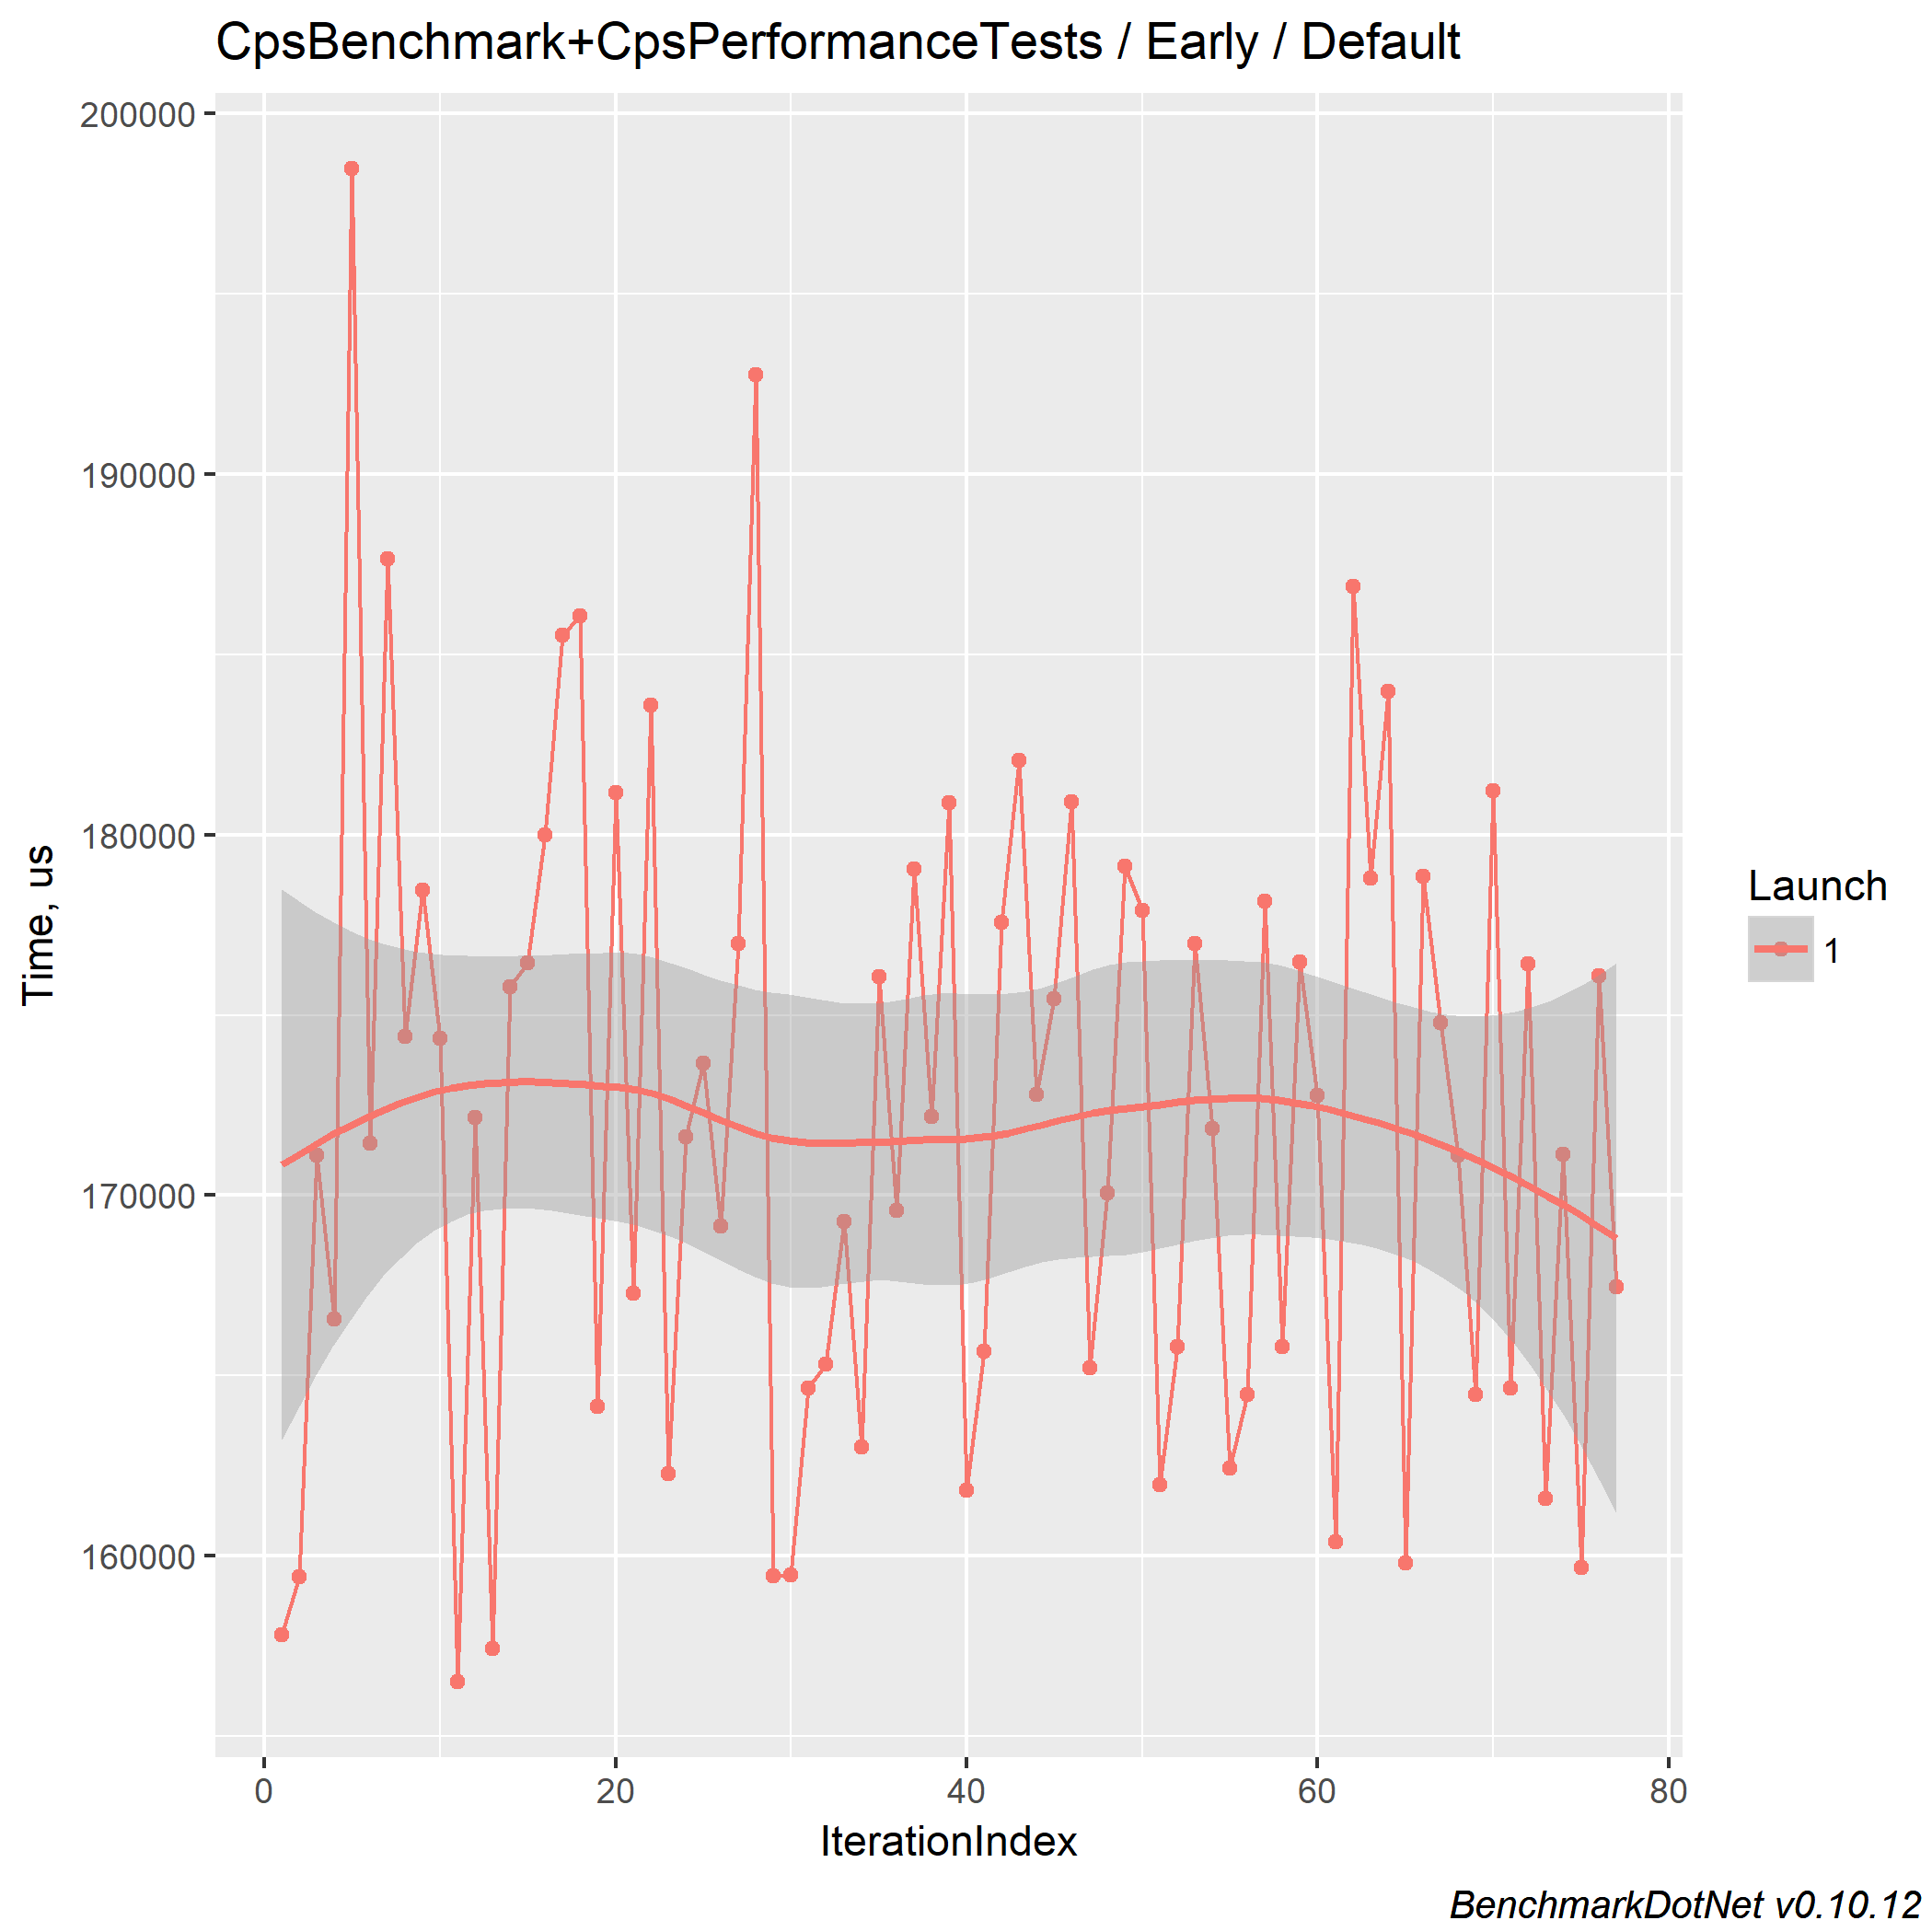 CpsBenchmark+CpsPerformanceTests / Early / Default
200000
190000
180000
170000
160000
Time, us
0 20 40 60 80
IterationIndex
Launch
1
BenchmarkDotNet v0.10.12